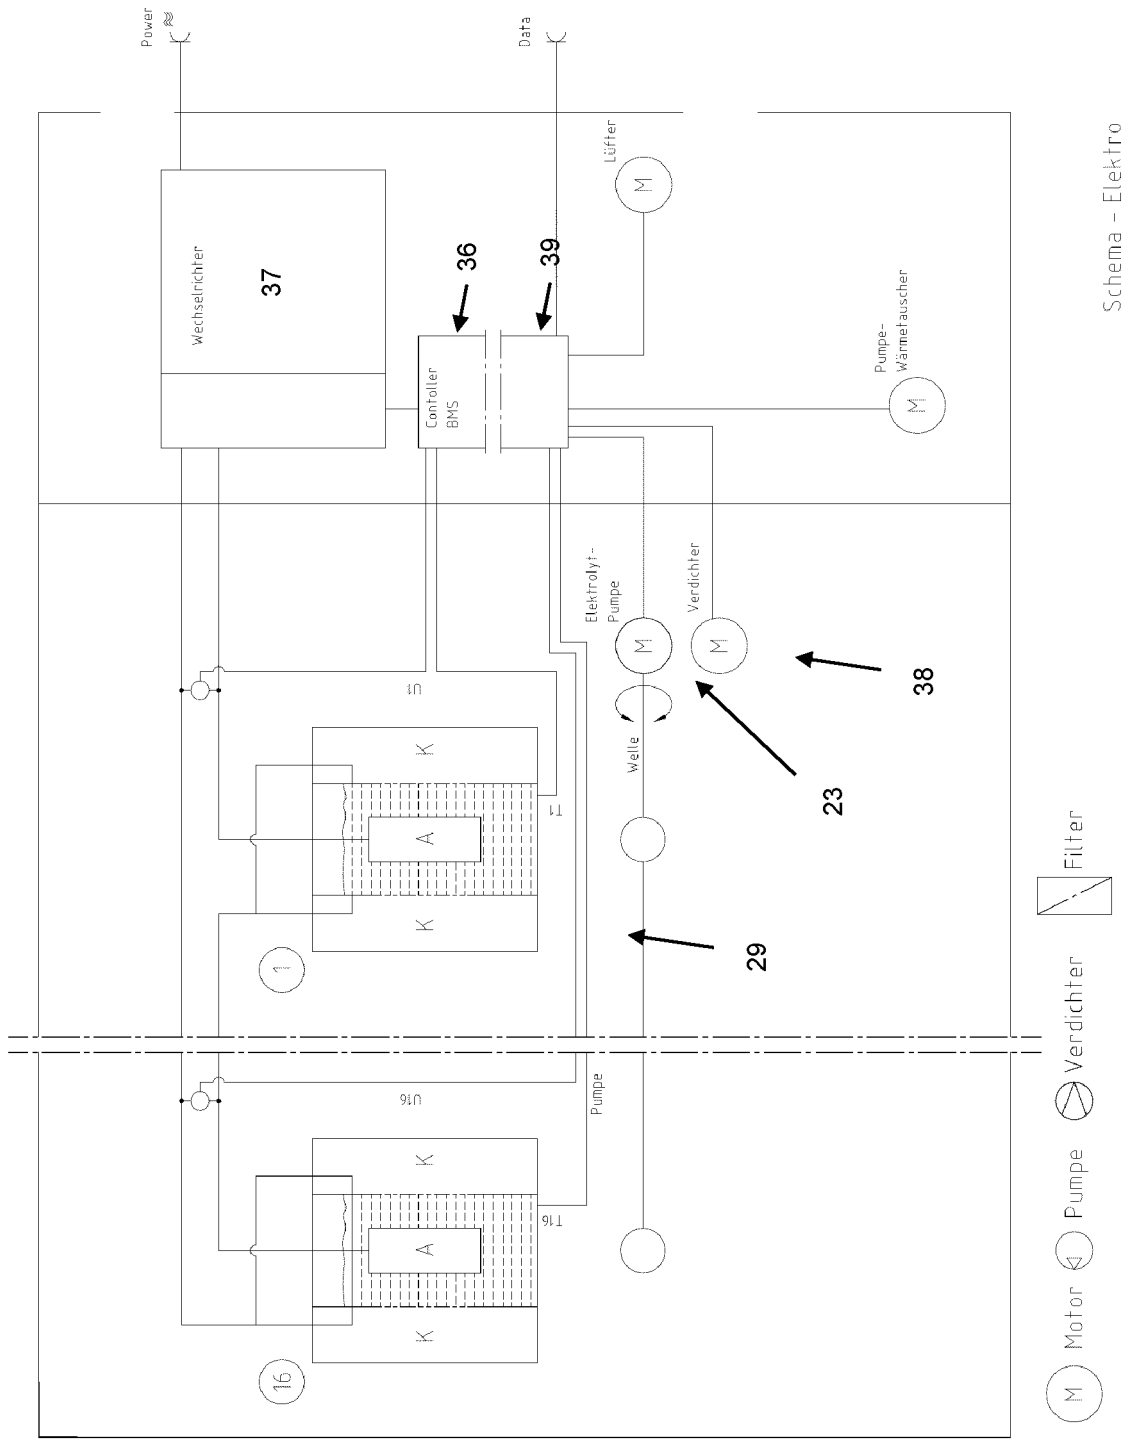 Power
Data
Wechselrichter
37
36
39
Contoller
BMS
Lüfter
M
Pumpe-
Wärmetauscher
M
Elektrolyt-
Pumpe
M
Verdichter
M
38
23
Welle
29
U1
T1
K
A
K
1
U16
T16
Pumpe
K
A
K
16
M Motor
Pumpe
Verdichter
Filter
Schema - Elektro